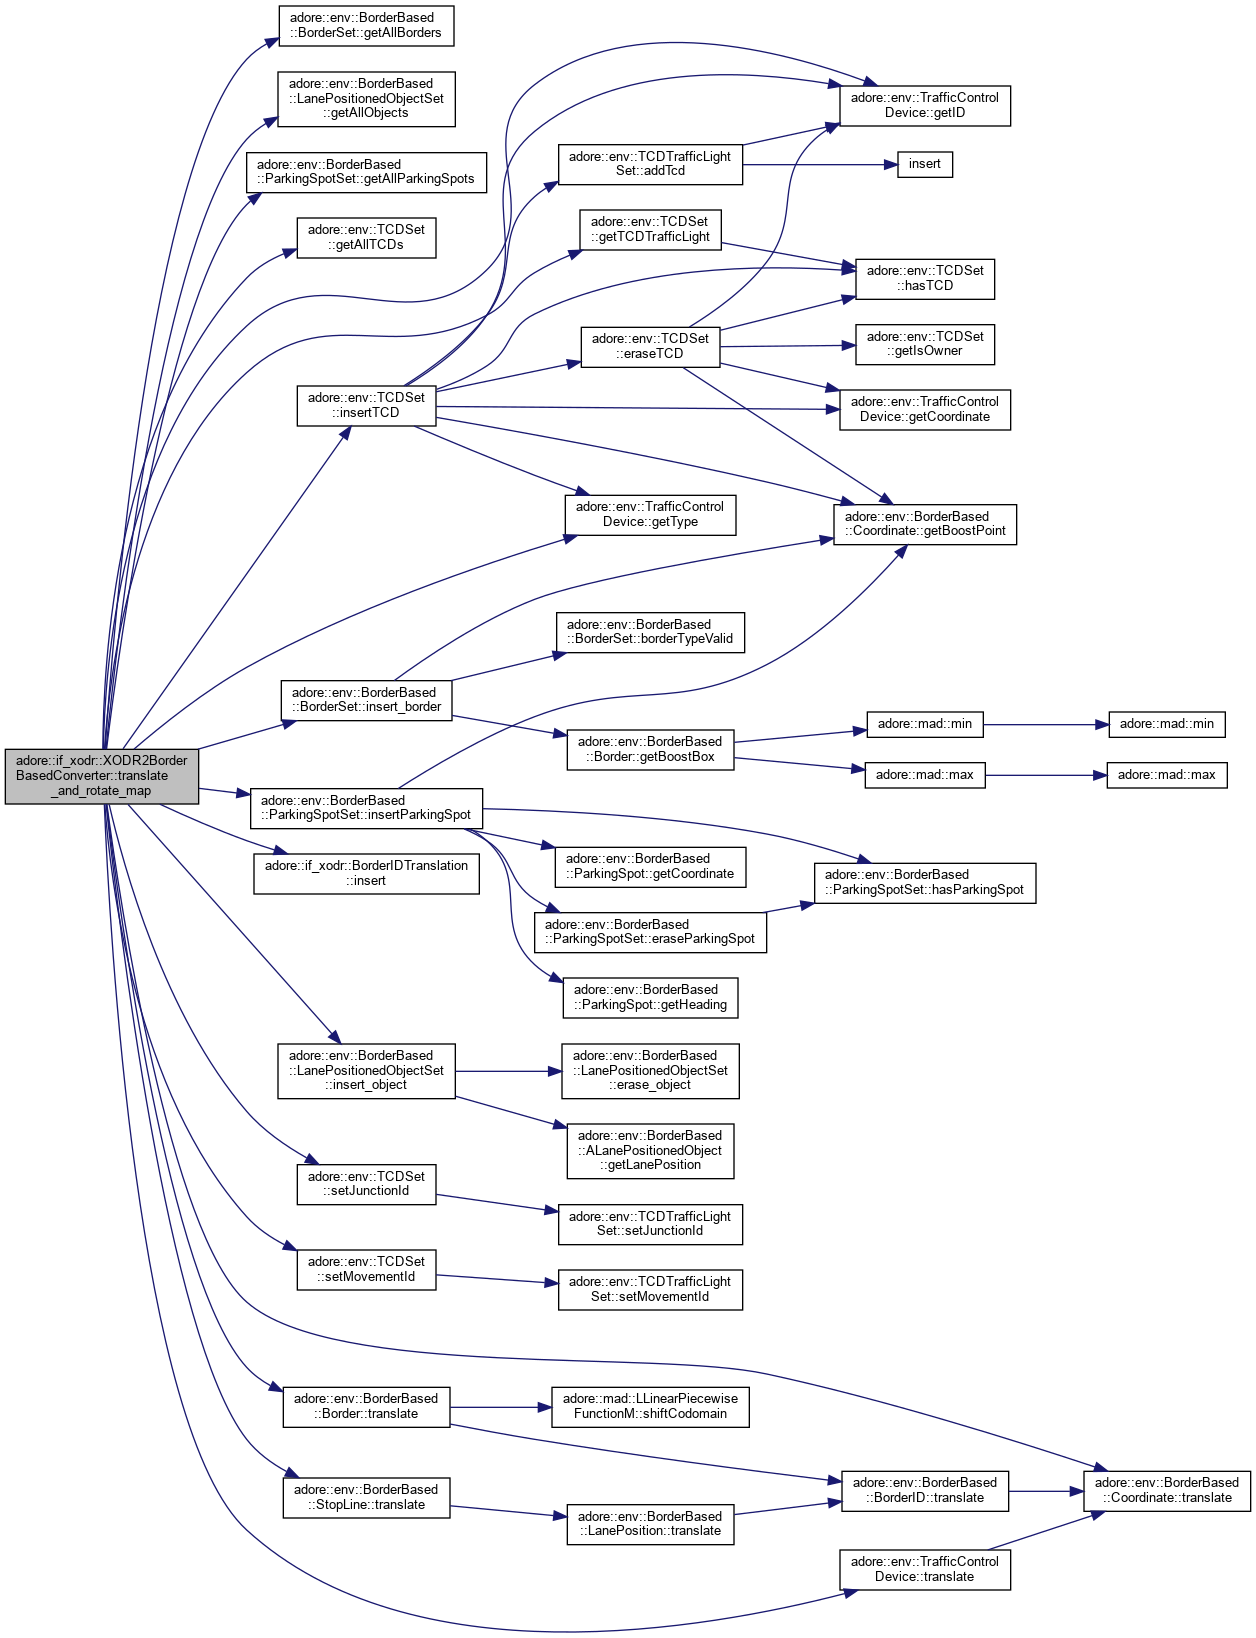 adore::env::BorderBased
::BorderSet::getAllBorders
adore::env::BorderBased
::LanePositionedObjectSet
::getAllObjects
adore::env::TrafficControl
Device::getID
adore::env::BorderBased
::ParkingSpotSet::getAllParkingSpots
adore::env::TCDTrafficLight
Set::addTcd
insert
adore::env::TCDSet
::getAllTCDs
adore::env::TCDSet
::getTCDTrafficLight
adore::env::TCDSet
::hasTCD
adore::env::TCDSet
::eraseTCD
adore::env::TCDSet
::getIsOwner
adore::env::TCDSet
::insertTCD
adore::env::TrafficControl
Device::getCoordinate
adore::env::TrafficControl
Device::getType
adore::env::BorderBased
::Coordinate::getBoostPoint
adore::env::BorderBased
::BorderSet::borderTypeValid
adore::env::BorderBased
::BorderSet::insert_border
adore::env::BorderBased
::Border::getBoostBox
adore::mad::min
adore::mad::min
adore::mad::max
adore::mad::max
adore::if_xodr::XODR2Border
BasedConverter::translate
_and_rotate_map
adore::env::BorderBased
::ParkingSpotSet::insertParkingSpot
adore::if_xodr::BorderIDTranslation
::insert
adore::env::BorderBased
::ParkingSpot::getCoordinate
adore::env::BorderBased
::ParkingSpotSet::hasParkingSpot
adore::env::BorderBased
::ParkingSpotSet::eraseParkingSpot
adore::env::BorderBased
::ParkingSpot::getHeading
adore::env::BorderBased
::LanePositionedObjectSet
::insert_object
adore::env::BorderBased
::LanePositionedObjectSet
::erase_object
adore::env::BorderBased
::ALanePositionedObject
::getLanePosition
adore::env::TCDSet
::setJunctionId
adore::env::TCDTrafficLight
Set::setJunctionId
adore::env::TCDSet
::setMovementId
adore::env::TCDTrafficLight
Set::setMovementId
adore::env::BorderBased
::Border::translate
adore::mad::LLinearPiecewise
FunctionM::shiftCodomain
adore::env::BorderBased
::StopLine::translate
adore::env::BorderBased
::LanePosition::translate
adore::env::BorderBased
::BorderID::translate
adore::env::BorderBased
::Coordinate::translate
adore::env::TrafficControl
Device::translate